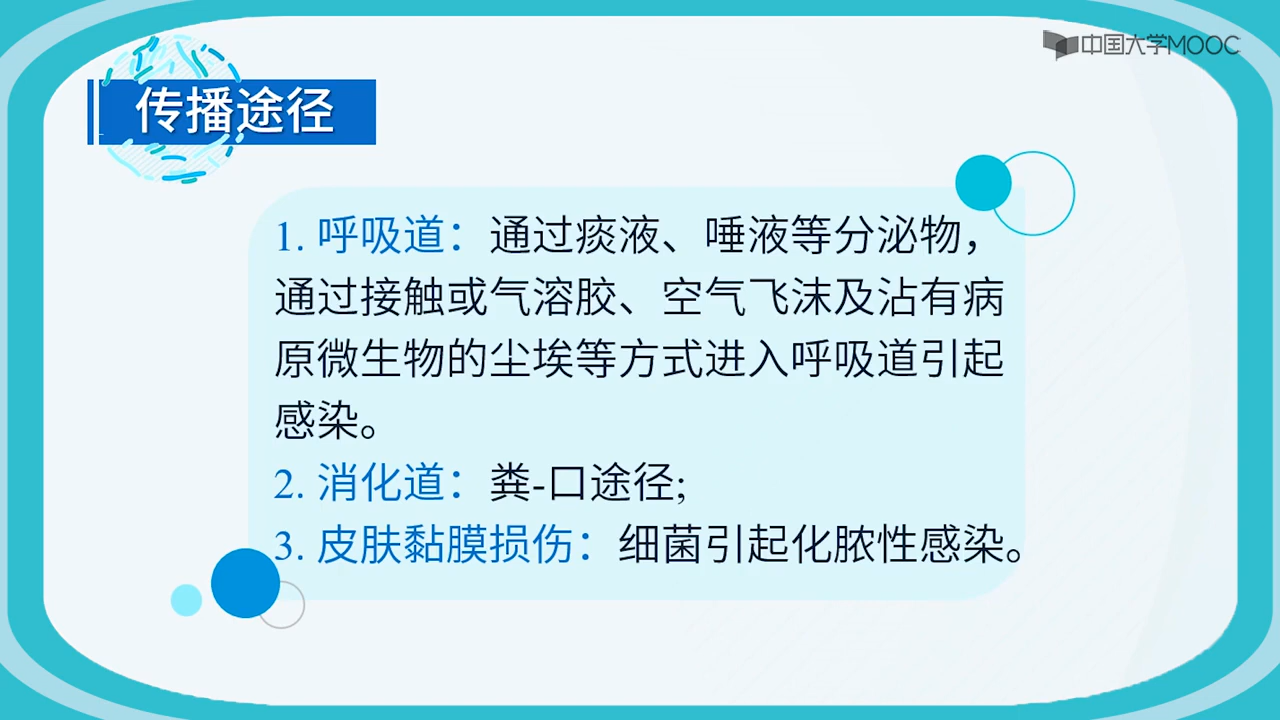 中国大学MOOC
传播途径
1. 呼吸道：通过痰液、唾液等分泌物，
通过接触或气溶胶、空气飞沫及沾有病
原微生物的尘埃等方式进入呼吸道引起
感染。
2. 消化道：粪-口途径;
3. 皮肤黏膜损伤：细菌引起化脓性感染。